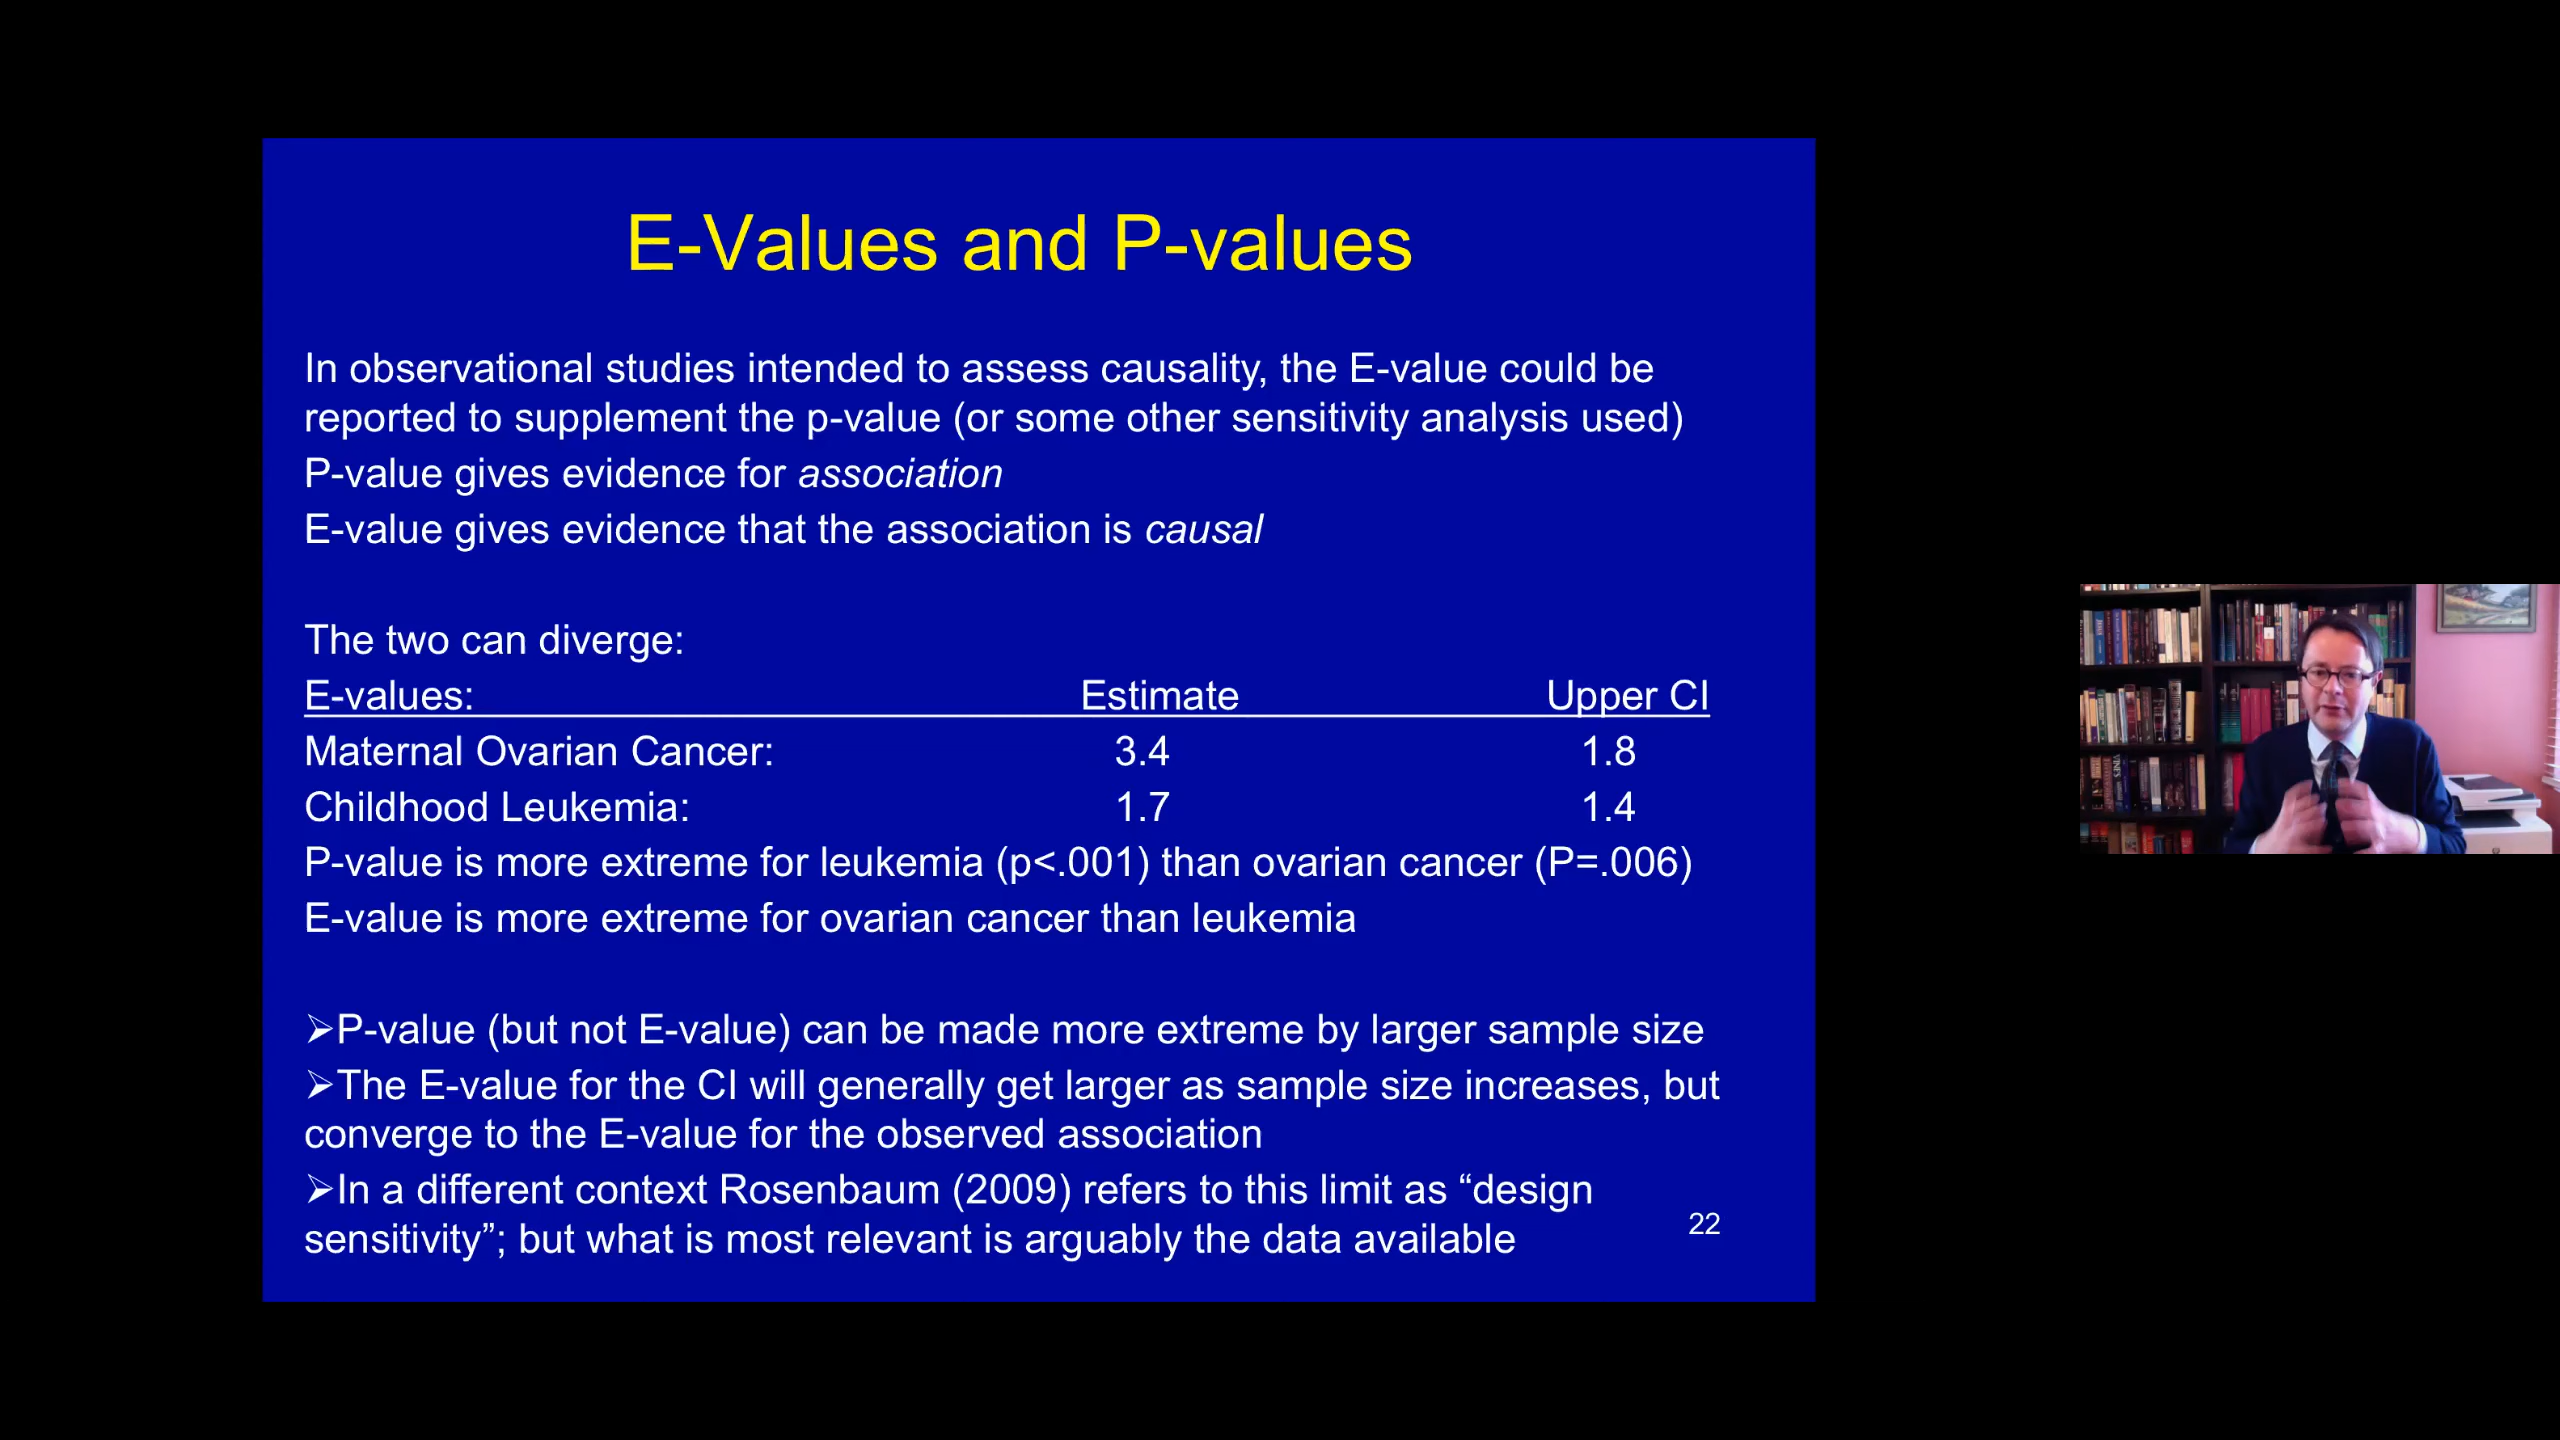 E-Values and P-values
In observational studies intended to assess causality, the E-value could be
reported to supplement the p-value (or some other sensitivity analysis used)
P-value gives evidence for association
E-value gives evidence that the association is causal
The two can diverge:
E-values: Estimate Upper CI
Maternal Ovarian Cancer: 3.4 1.8
Childhood Leukemia: 1.7 1.4
P-value is more extreme for leukemia (p<.001) than ovarian cancer (P=.006)
E-value is more extreme for ovarian cancer than leukemia
➢P-value (but not E-value) can be made more extreme by larger sample size
➢The E-value for the CI will generally get larger as sample size increases, but
converge to the E-value for the observed association
➢In a different context Rosenbaum (2009) refers to this limit as “design
sensitivity”; but what is most relevant is arguably the data available
22